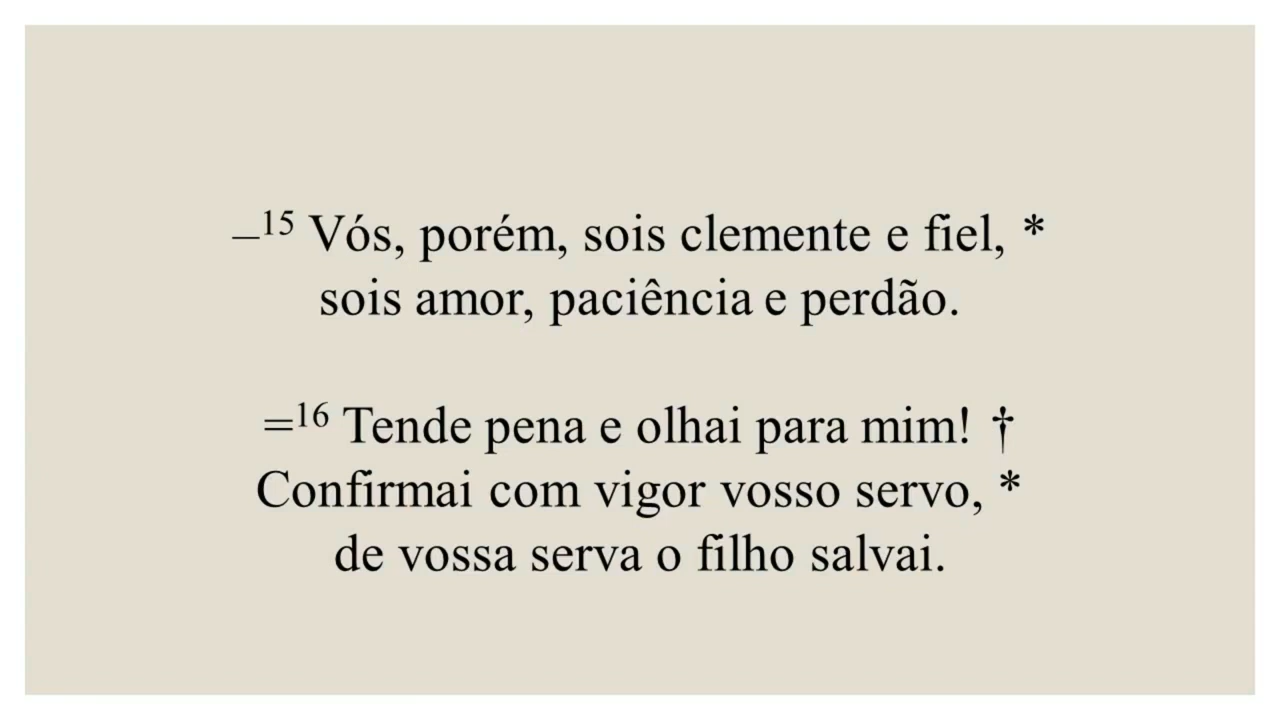 –¹⁵ Vós, porém, sois clemente e fiel, *
sois amor, paciência e perdão.
=¹⁶ Tende pena e olhai para mim! †
Confirmai com vigor vosso servo, *
de vossa serva o filho salvai.